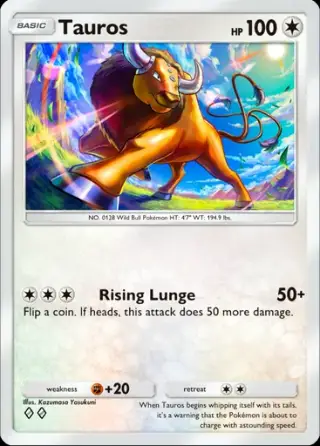 BASIC Tauros HP 100
NO. 0128 Wild Bull Pokémon HT: 4'7" WT: 194.9 lbs.
Rising Lunge 50+
Flip a coin. If heads, this attack does 50 more damage.
weakness +20 retreat
Illus. Kazumasa Yasukuni
When Tauros begins whipping itself with its tails,
it's a warning that the Pokémon is about to
charge with astounding speed.